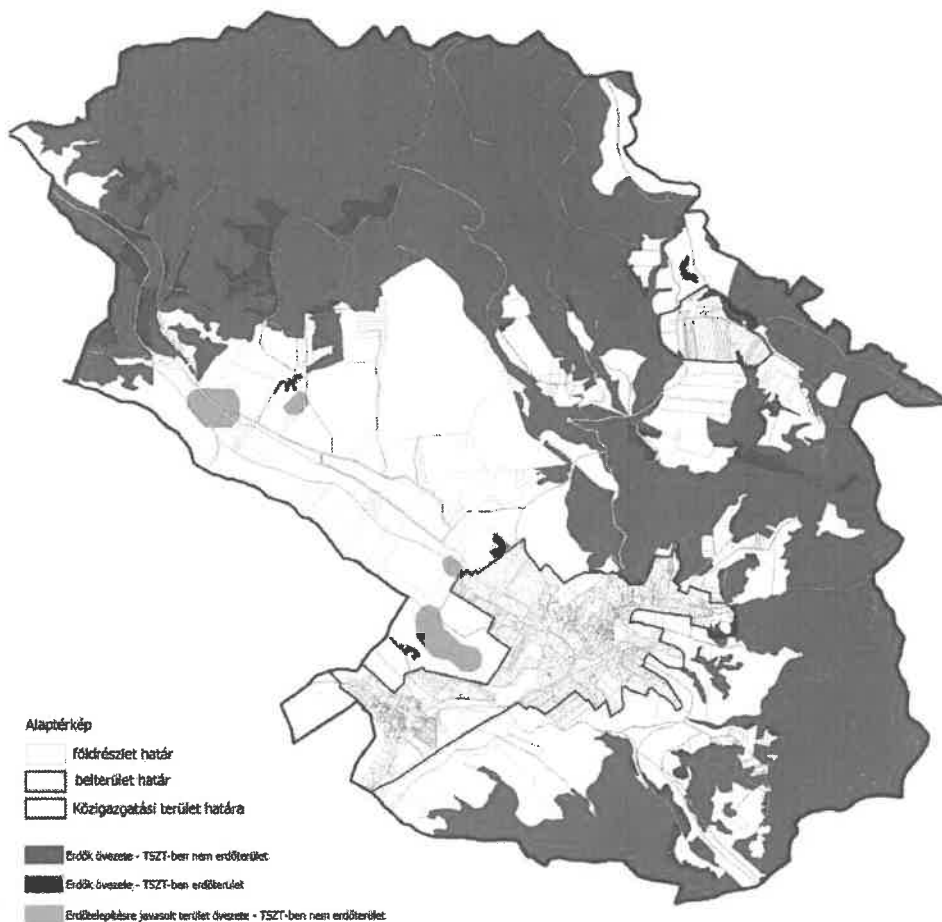 Alaptérkép
földrészlet határ
belterület határ
Közigazgatási terület határa
Erdők övezete - TSZT-ben nem erdőterület
Erdők övezete - TSZT-ben erdőterület
Erdőtelepítésre javasolt terület övezete - TSZT-ben nem erdőterület